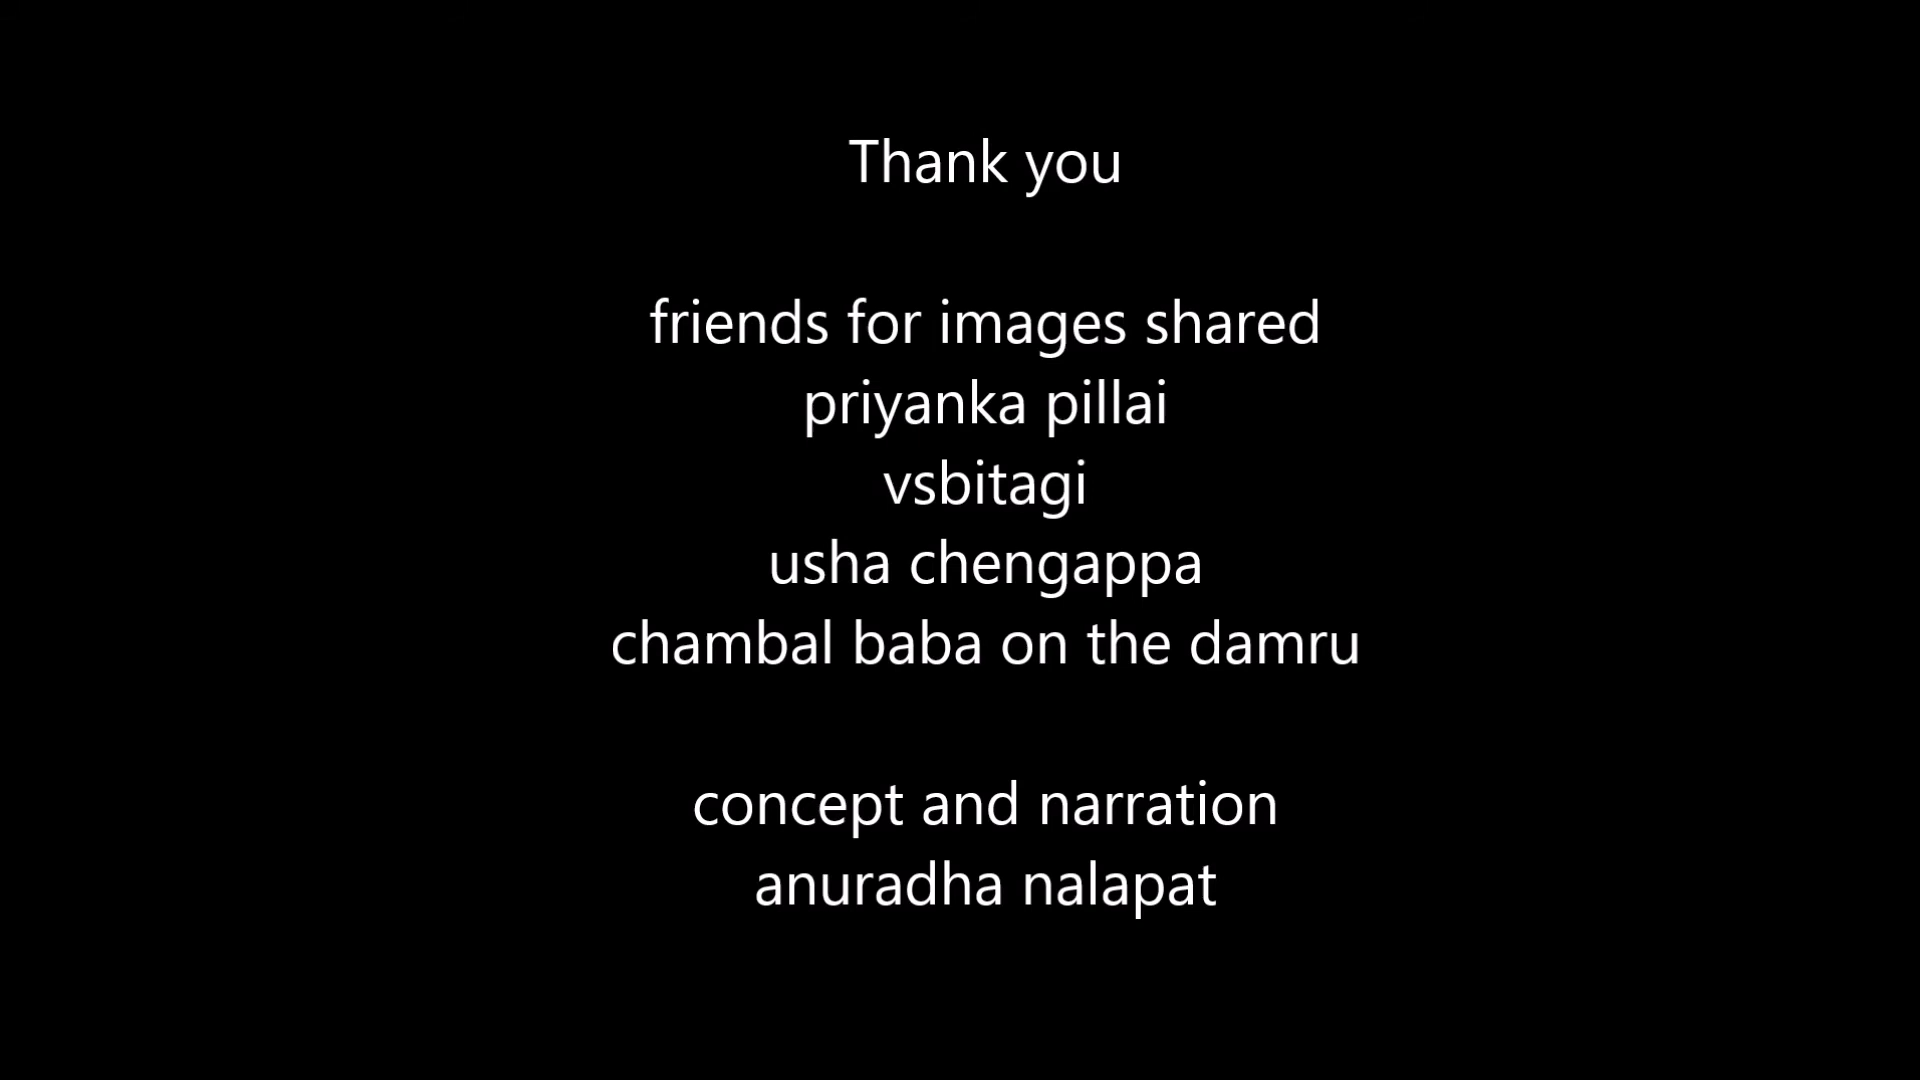 Thank you
friends for images shared
priyanka pillai
vsbitagi
usha chengappa
chambal baba on the damru
concept and narration
anuradha nalapat